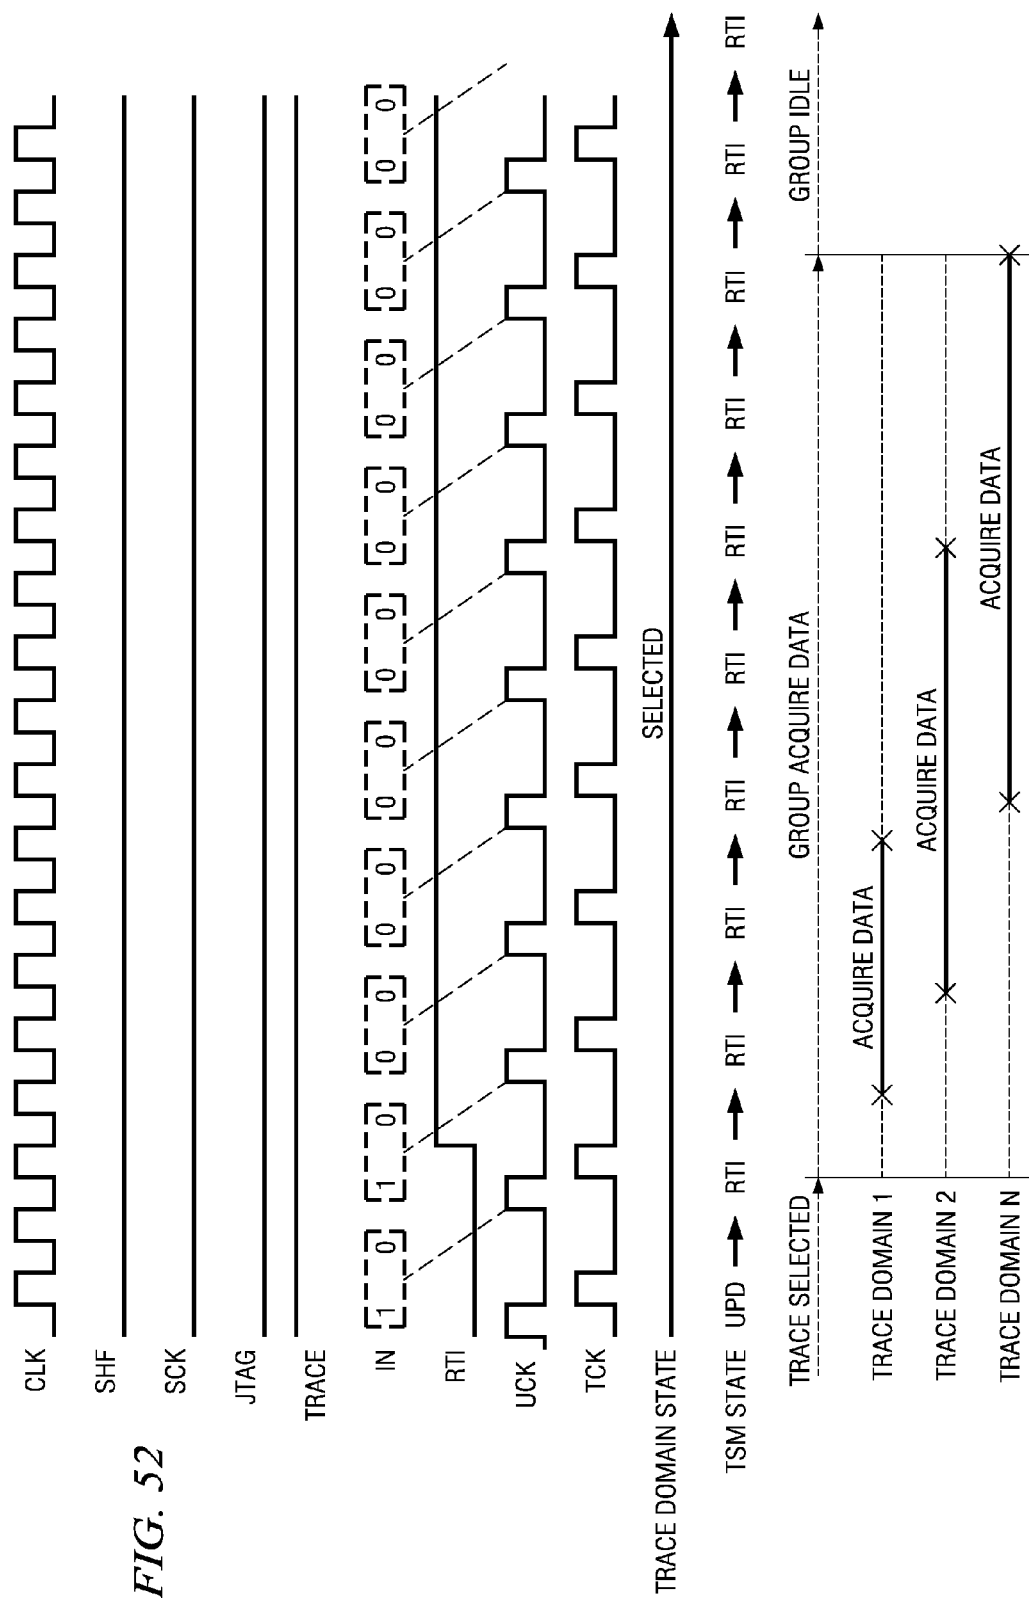 FIG. 52
CLK
SHF
SCK
JTAG
TRACE
IN 1 0 1 0 0 0 0 0 0 0 0 0 0 0 0 0 0 0 0 0
RTI
UCK
TCK
TRACE DOMAIN STATE SELECTED
TSM STATE UPD RTI RTI RTI RTI RTI RTI RTI RTI RTI RTI
TRACE SELECTED GROUP ACQUIRE DATA GROUP IDLE
TRACE DOMAIN 1 ACQUIRE DATA
TRACE DOMAIN 2 ACQUIRE DATA
TRACE DOMAIN N ACQUIRE DATA